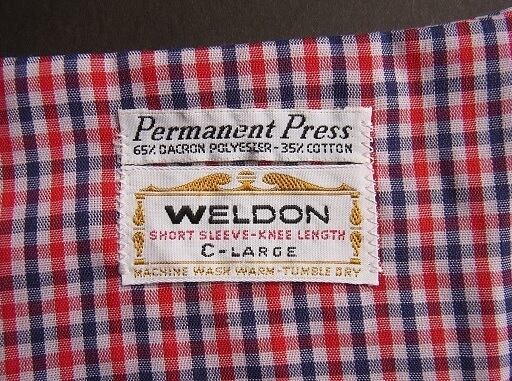 Permanent Press
65% DACRON POLYESTER-35% COTTON
WELDON
SHORT SLEEVE-KNEE LENGTH
C-LARGE
MACHINE WASH WARM-TUMBLE DRY